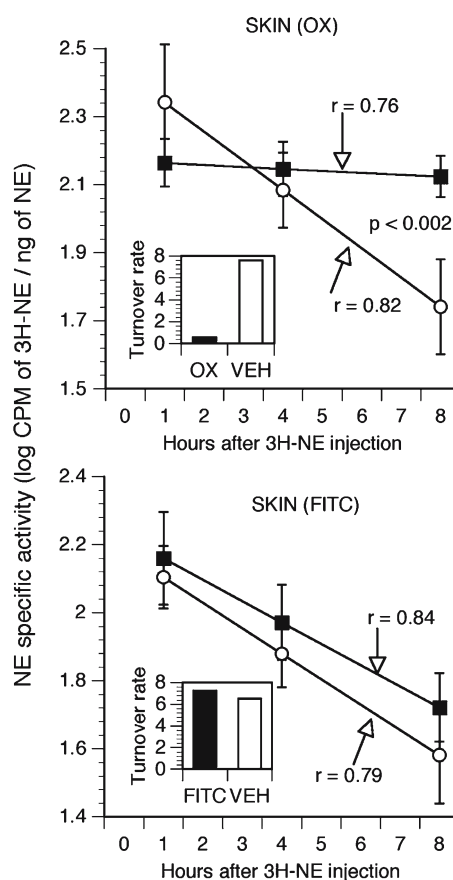 SKIN (OX)
2.5
2.3
2.1
1.9
1.7
1.5
r = 0.76
p < 0.002
r = 0.82
Turnover rate
8
6
4
2
0
OX VEH
0 1 2 3 4 5 6 7 8
Hours after 3H-NE injection
NE specific activity (log CPM of 3H-NE / ng of NE)
SKIN (FITC)
2.4
2.2
2
1.8
1.6
1.4
r = 0.84
r = 0.79
Turnover rate
8
6
4
2
0
FITC VEH
0 1 2 3 4 5 6 7 8
Hours after 3H-NE injection